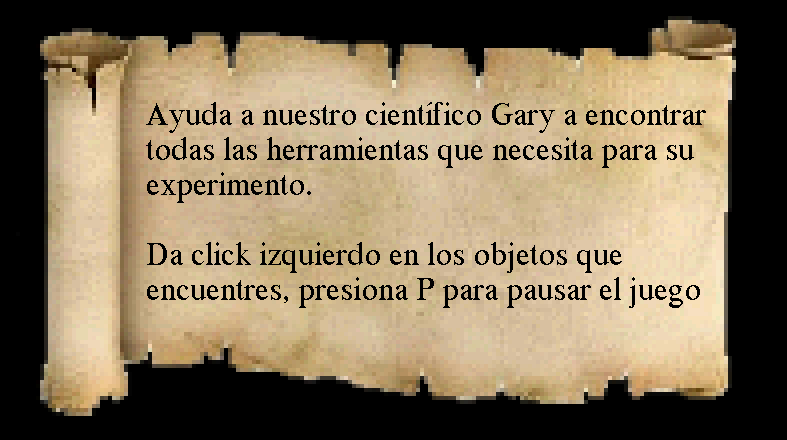 Ayuda a nuestro científico Gary a encontrar
todas las herramientas que necesita para su
experimento.
Da click izquierdo en los objetos que
encuentres, presiona P para pausar el juego